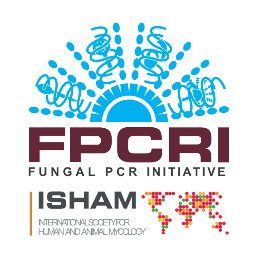 FPCRI
FUNGAL PCR INITIATIVE
ISHAM
INTERNATIONAL SOCIETY FOR
HUMAN AND ANIMAL MYCOLOGY